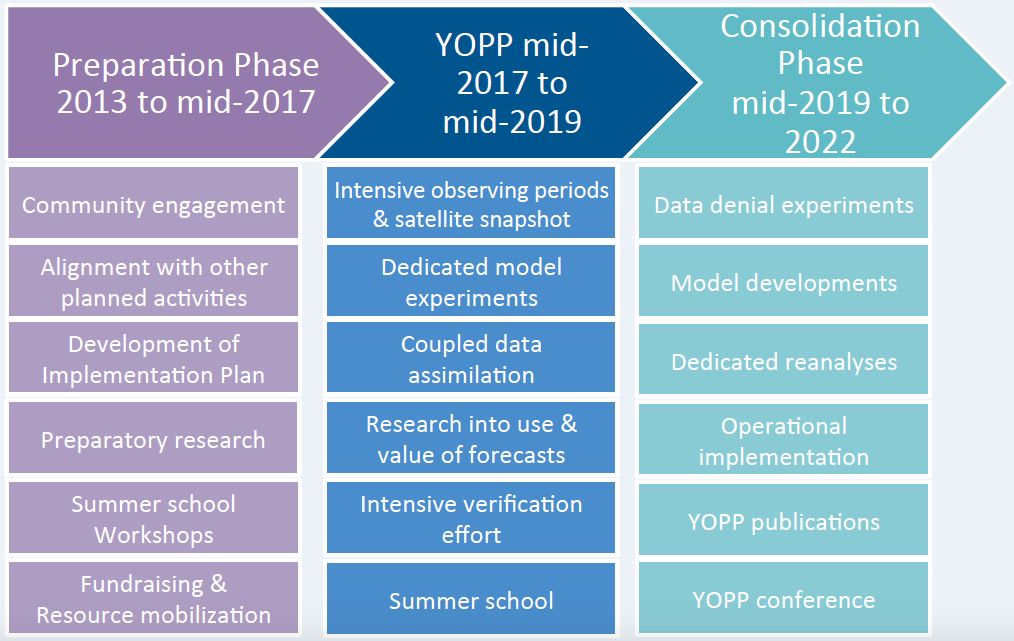 Preparation Phase
2013 to mid-2017
YOPP mid-
2017 to
mid-2019
Consolidation
Phase
mid-2019 to
2022
Community engagement
Alignment with other
planned activities
Development of
Implementation Plan
Preparatory research
Summer school
Workshops
Fundraising &
Resource mobilization
Intensive observing periods
& satellite snapshot
Dedicated model
experiments
Coupled data
assimilation
Research into use &
value of forecasts
Intensive verification
effort
Summer school
Data denial experiments
Model developments
Dedicated reanalyses
Operational
implementation
YOPP publications
YOPP conference